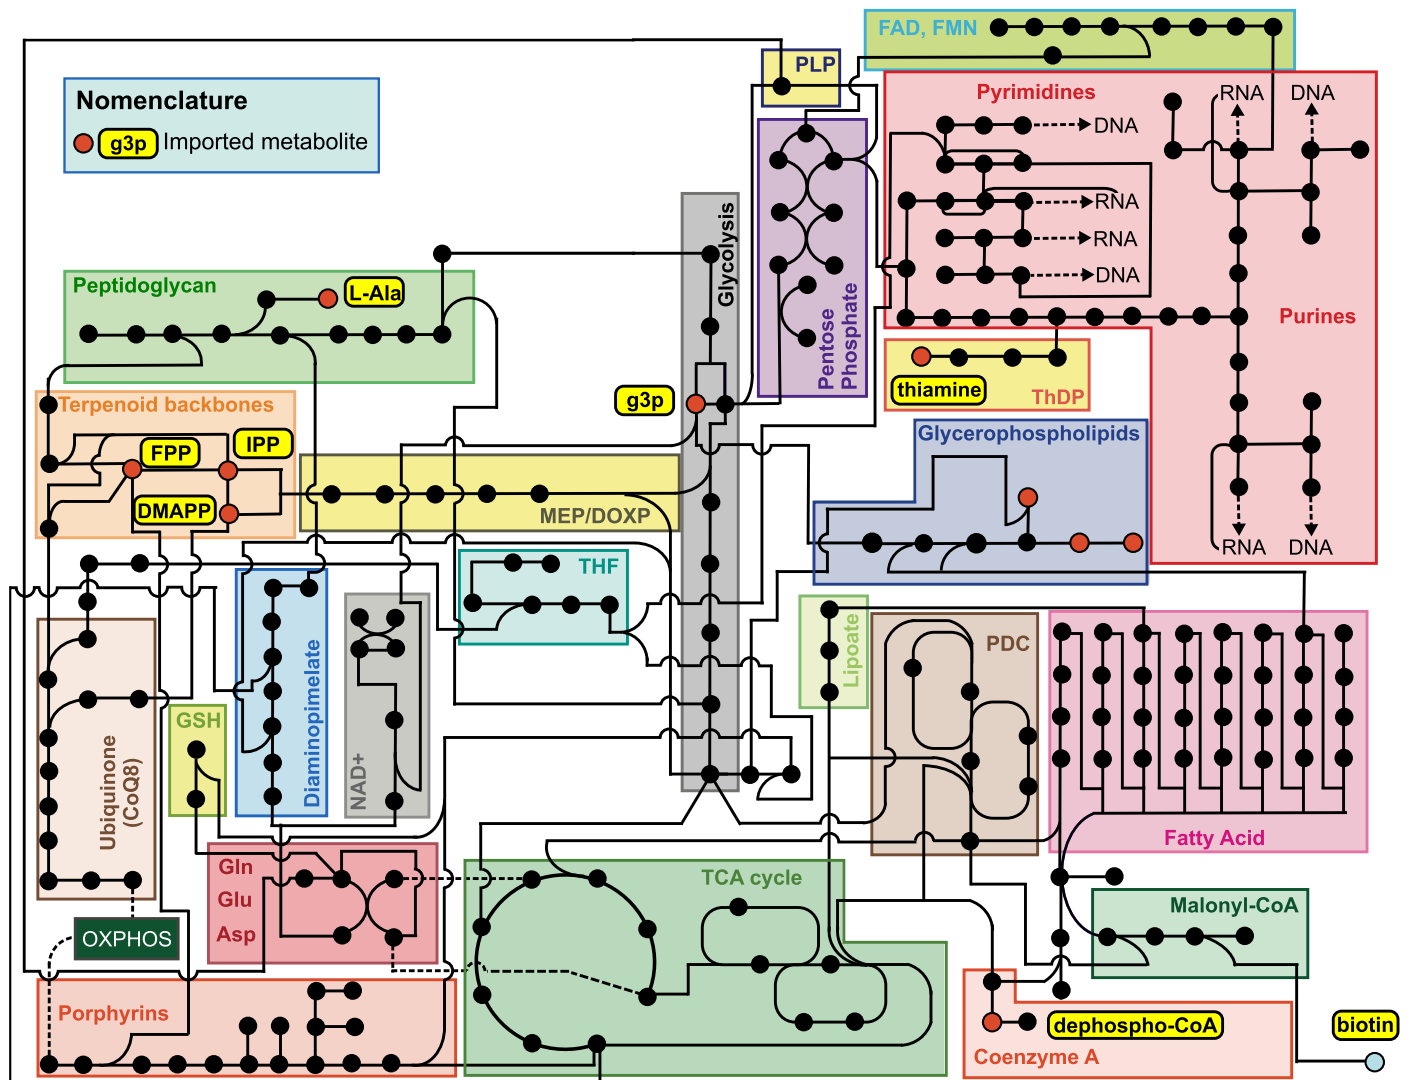 FAD, FMN
PLP
Nomenclature
g3p Imported metabolite
Pyrimidines
RNA
DNA
DNA
RNA
RNA
DNA
Purines
Glycolysis
Pentose
Phosphate
Peptidoglycan
L-Ala
thiamine
ThDP
g3p
Terpenoid backbones
FPP
IPP
DMAPP
MEP/DOXP
Glycerophospholipids
RNA
DNA
THF
Lipoate
PDC
Diaminopimelate
NAD+
GSH
Ubiquinone
(CoQ8)
Fatty Acid
Gln
Glu
Asp
TCA cycle
Malonyl-CoA
OXPHOS
Porphyrins
dephospho-CoA
Coenzyme A
biotin